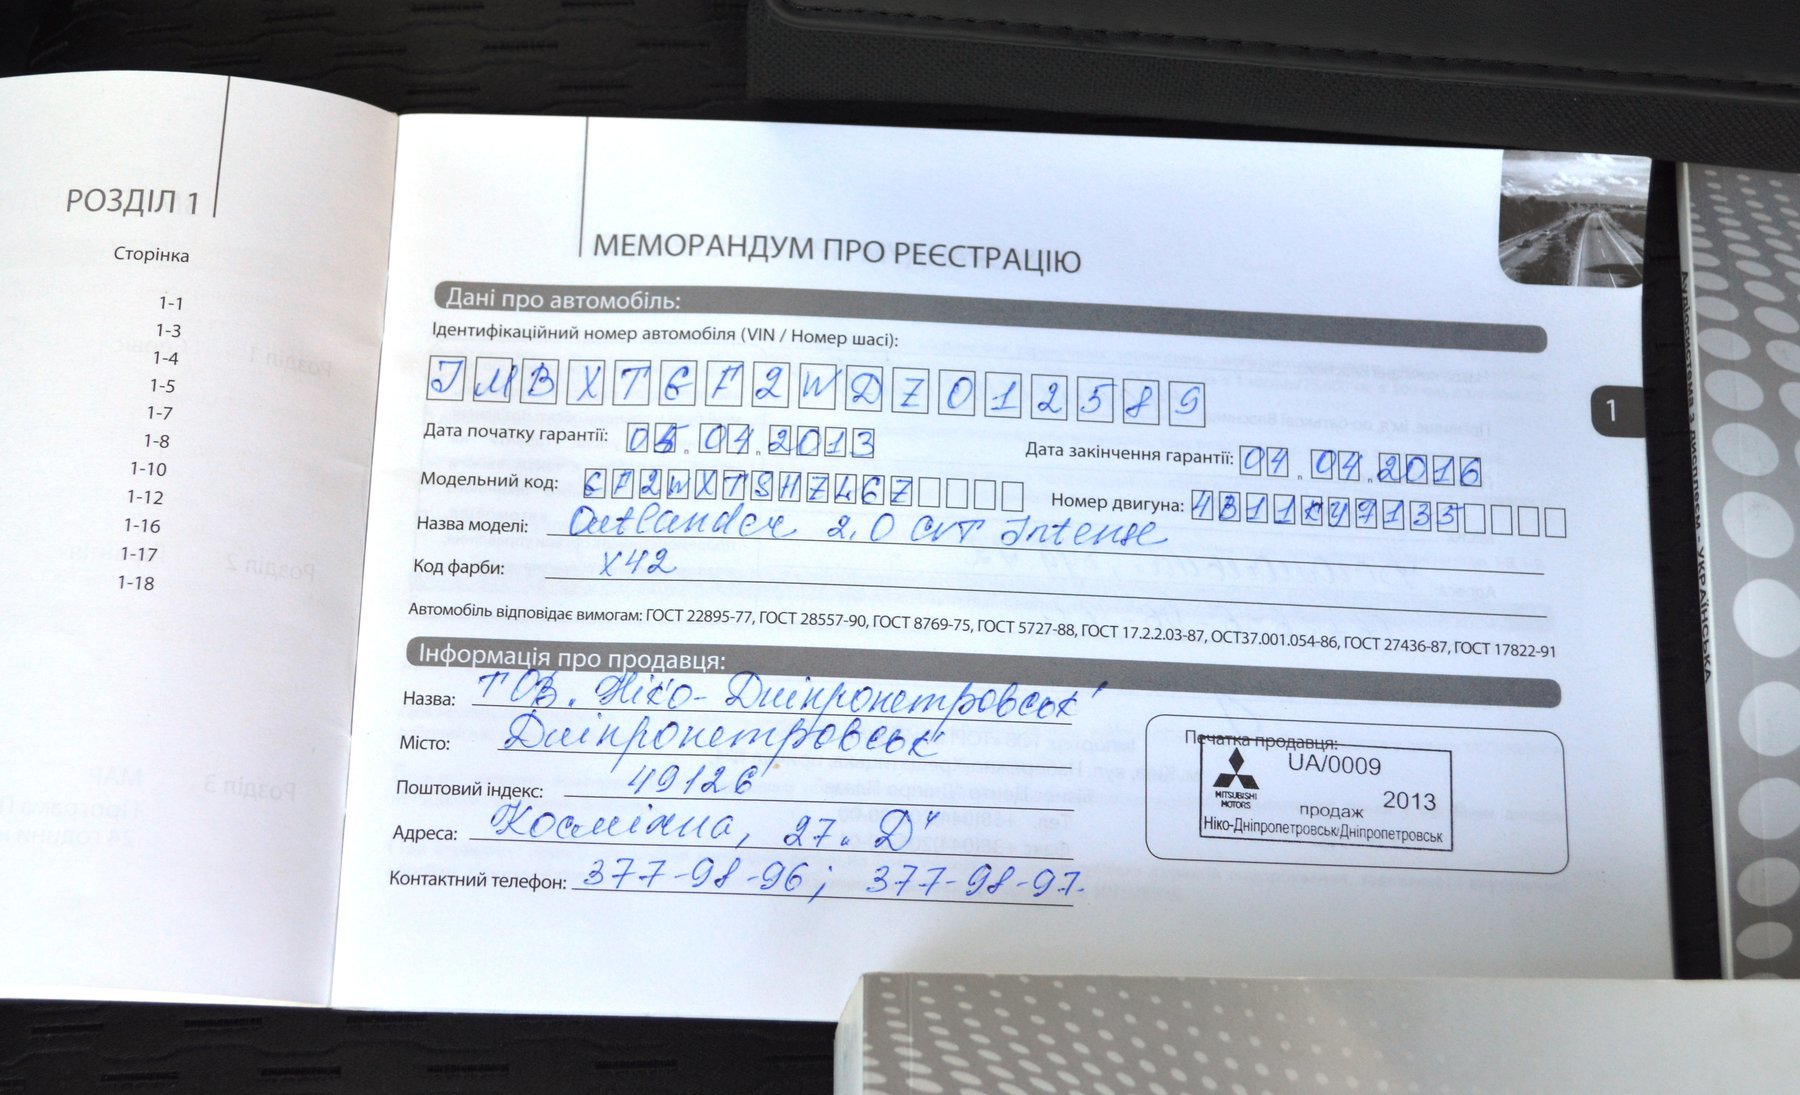 РОЗДІЛ 1
Сторінка
1-1
1-3
1-4
1-5
1-7
1-8
1-10
1-12
1-16
1-17
1-18
МЕМОРАНДУМ ПРО РЕЄСТРАЦІЮ
Дані про автомобіль:
Ідентифікаційний номер автомобіля (VIN / Номер шасі):
JMBXTGF2WDZ012589
Дата початку гарантії: 05.04.2013 Дата закінчення гарантії: 04.04.2016
Модельний код: GF2WXTSHZL6Z Номер двигуна: 4B11KY7135
Назва моделі: Outlander 2,0 CVT Intense
Код фарби: X42
Автомобіль відповідає вимогам: ГОСТ 22895-77, ГОСТ 28557-90, ГОСТ 8769-75, ГОСТ 5727-88, ГОСТ 17.2.2.03-87, ОСТ37.001.054-86, ГОСТ 27436-87, ГОСТ 17822-91
Інформація про продавця:
Назва: ТОВ "Ніко-Дніпропетровськ"
Місто: Дніпропетровськ
Поштовий індекс: 49126
Адреса: Космічна, 27 "Д"
Контактний телефон: 377-98-96; 377-98-97.
Печатка продавця:
UA/0009
MITSUBISHI
MOTORS
продаж 2013
Ніко-Дніпропетровськ/Дніпропетровськ
1